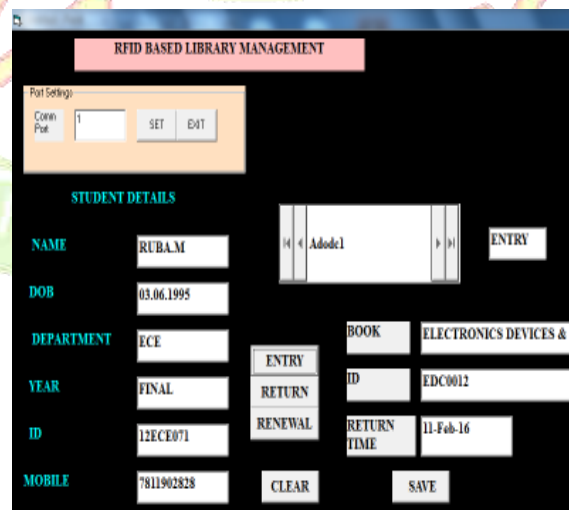 RFID BASED LIBRARY MANAGEMENT
Port Settings
Comm Port
1
SET
EXIT
STUDENT DETAILS
Adodc1
ENTRY
NAME
RUBA.M
DOB
03.06.1995
DEPARTMENT
ECE
YEAR
FINAL
ID
12ECE071
MOBILE
7811902828
ENTRY
RETURN
RENEWAL
CLEAR
BOOK
ELECTRONICS DEVICES &
ID
EDC0012
RETURN
TIME
11-Feb-16
SAVE